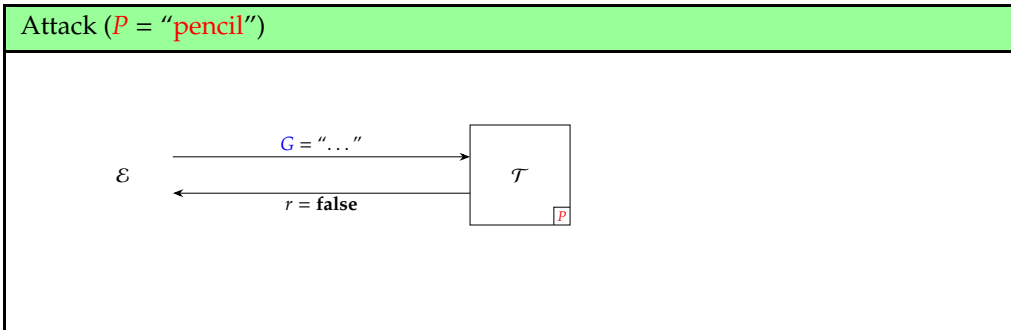 Attack (P = “pencil”)
G = “. . . ”
ℰ
𝒯
r = false
P